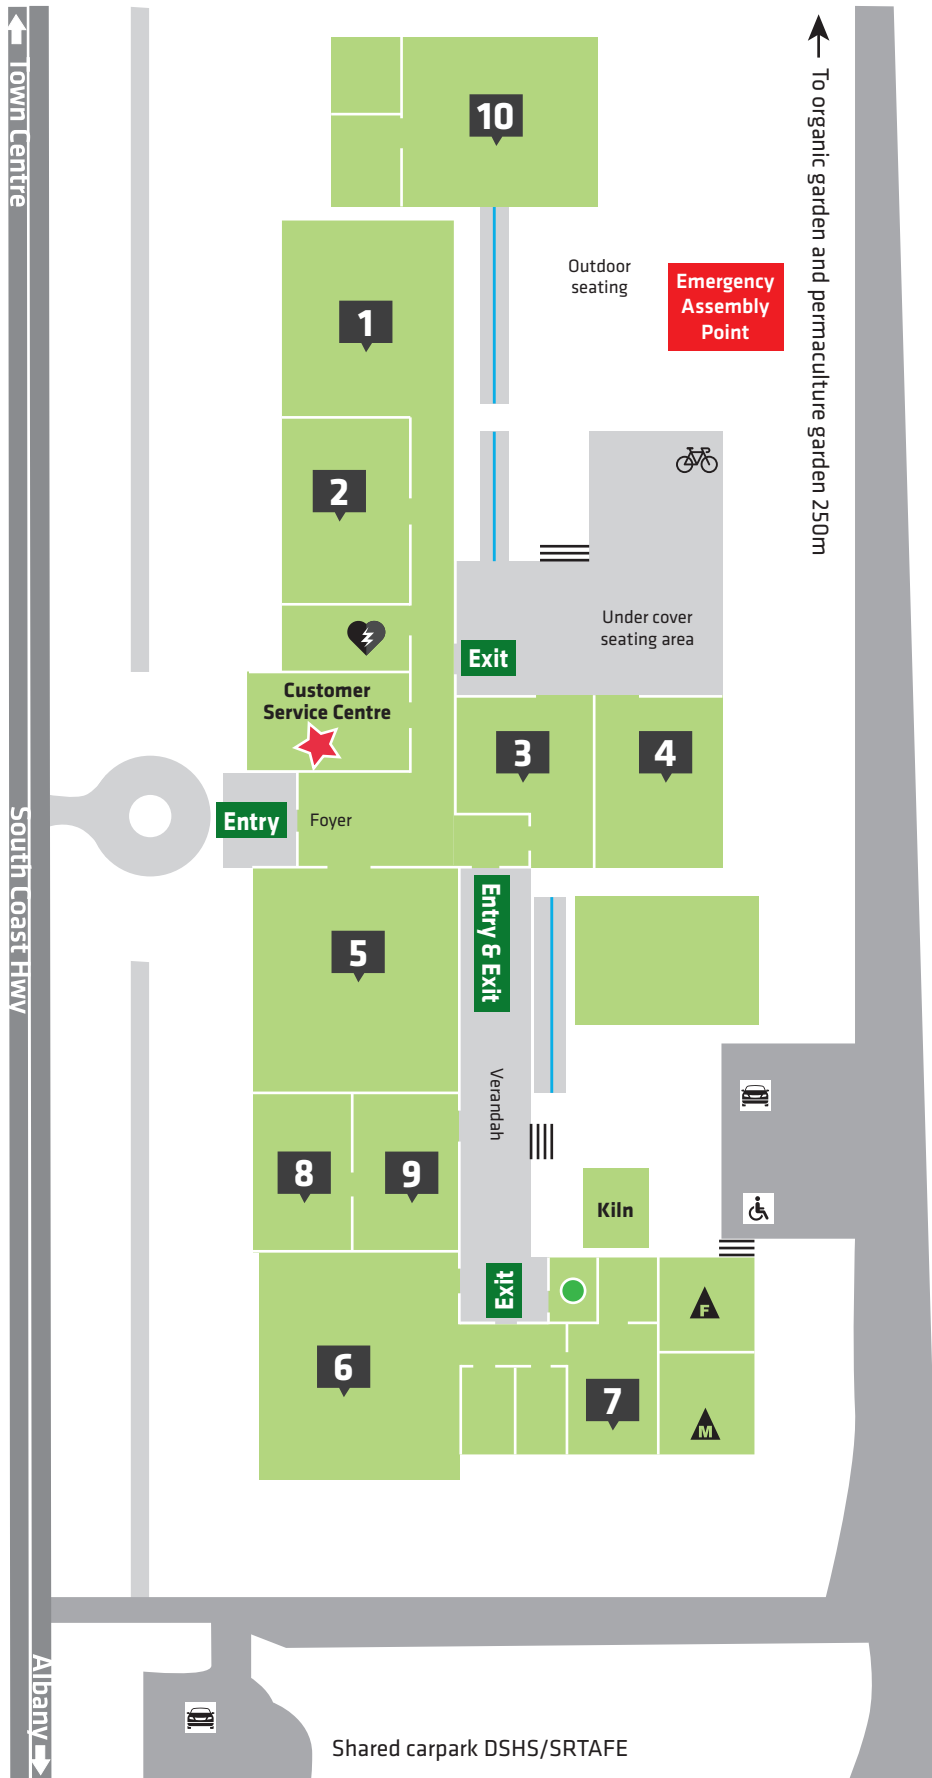 Town Centre
10
To organic garden and permaculture garden 250m
Outdoor
seating
Emergency
Assembly
Point
1
2
Under cover
seating area
Exit
Customer
Service Centre
3
4
Entry
Foyer
South Coast Hwy
Entry & Exit
5
Verandah
8
9
Kiln
Exit
F
6
7
M
Albany
Shared carpark DSHS/SRTAFE